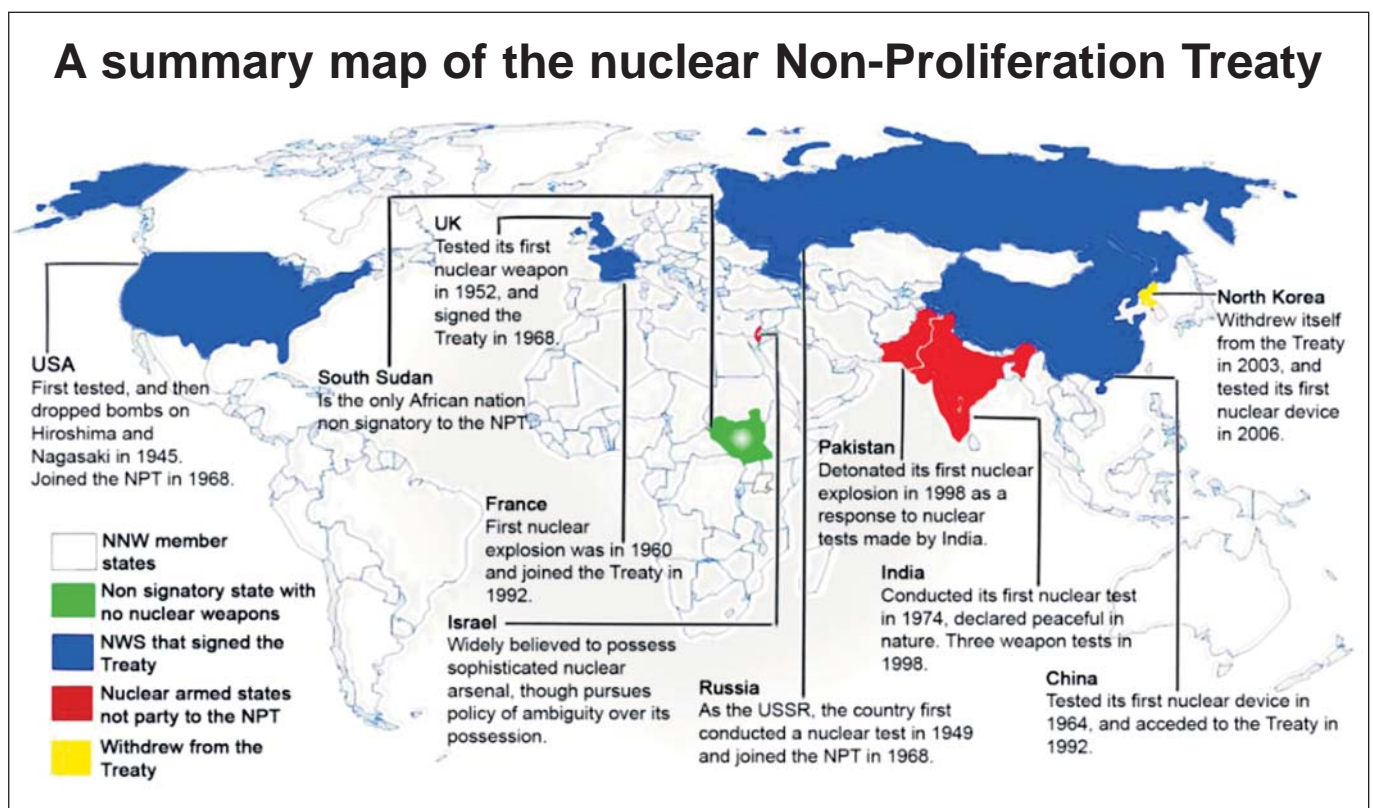 A summary map of the nuclear Non-Proliferation Treaty
USA
First tested, and then
dropped bombs on
Hiroshima and
Nagasaki in 1945.
Joined the NPT in 1968.
UK
Tested its first
nuclear weapon
in 1952, and
signed the
Treaty in 1968.
South Sudan
Is the only African nation
non signatory to the NPT.
North Korea
Withdrew itself
from the Treaty
in 2003, and
tested its first
nuclear device
in 2006.
Pakistan
Detonated its first nuclear
explosion in 1998 as a
response to nuclear
tests made by India.
France
First nuclear
explosion was in 1960
and joined the Treaty in
1992.
India
Conducted its first nuclear test
in 1974, declared peaceful in
nature. Three weapon tests in
1998.
Israel
Widely believed to possess
sophisticated nuclear
arsenal, though pursues
policy of ambiguity over its
possession.
Russia
As the USSR, the country first
conducted a nuclear test in 1949
and joined the NPT in 1968.
China
Tested its first nuclear device in
1964, and acceded to the Treaty in
1992.
NNW member
states
Non signatory state with
no nuclear weapons
NWS that signed the
Treaty
Nuclear armed states
not party to the NPT
Withdrew from the
Treaty